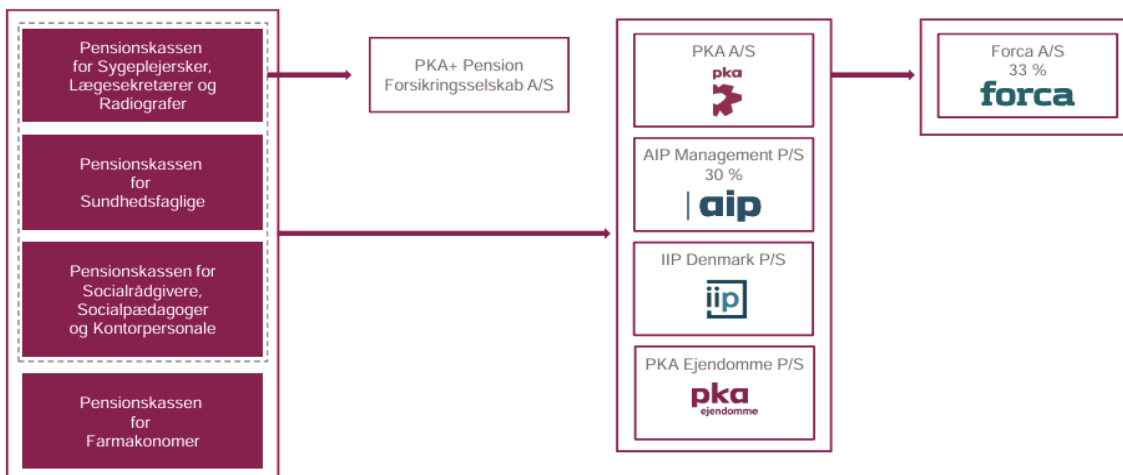 Pensionskassen
for Sygeplejersker,
Lægesekretærer og
Radiografer
Pensionskassen
for
Sundhedsfaglige
Pensionskassen for
Socialrådgivere,
Socialpædagoger
og Kontorpersonale
Pensionskassen
for
Farmakonomer
PKA+ Pension
Forsikringsselskab A/S
PKA A/S
pka
AIP Management P/S
30 %
aip
IIP Denmark P/S
iip
PKA Ejendomme P/S
pka
ejendomme
Forca A/S
33 %
forca